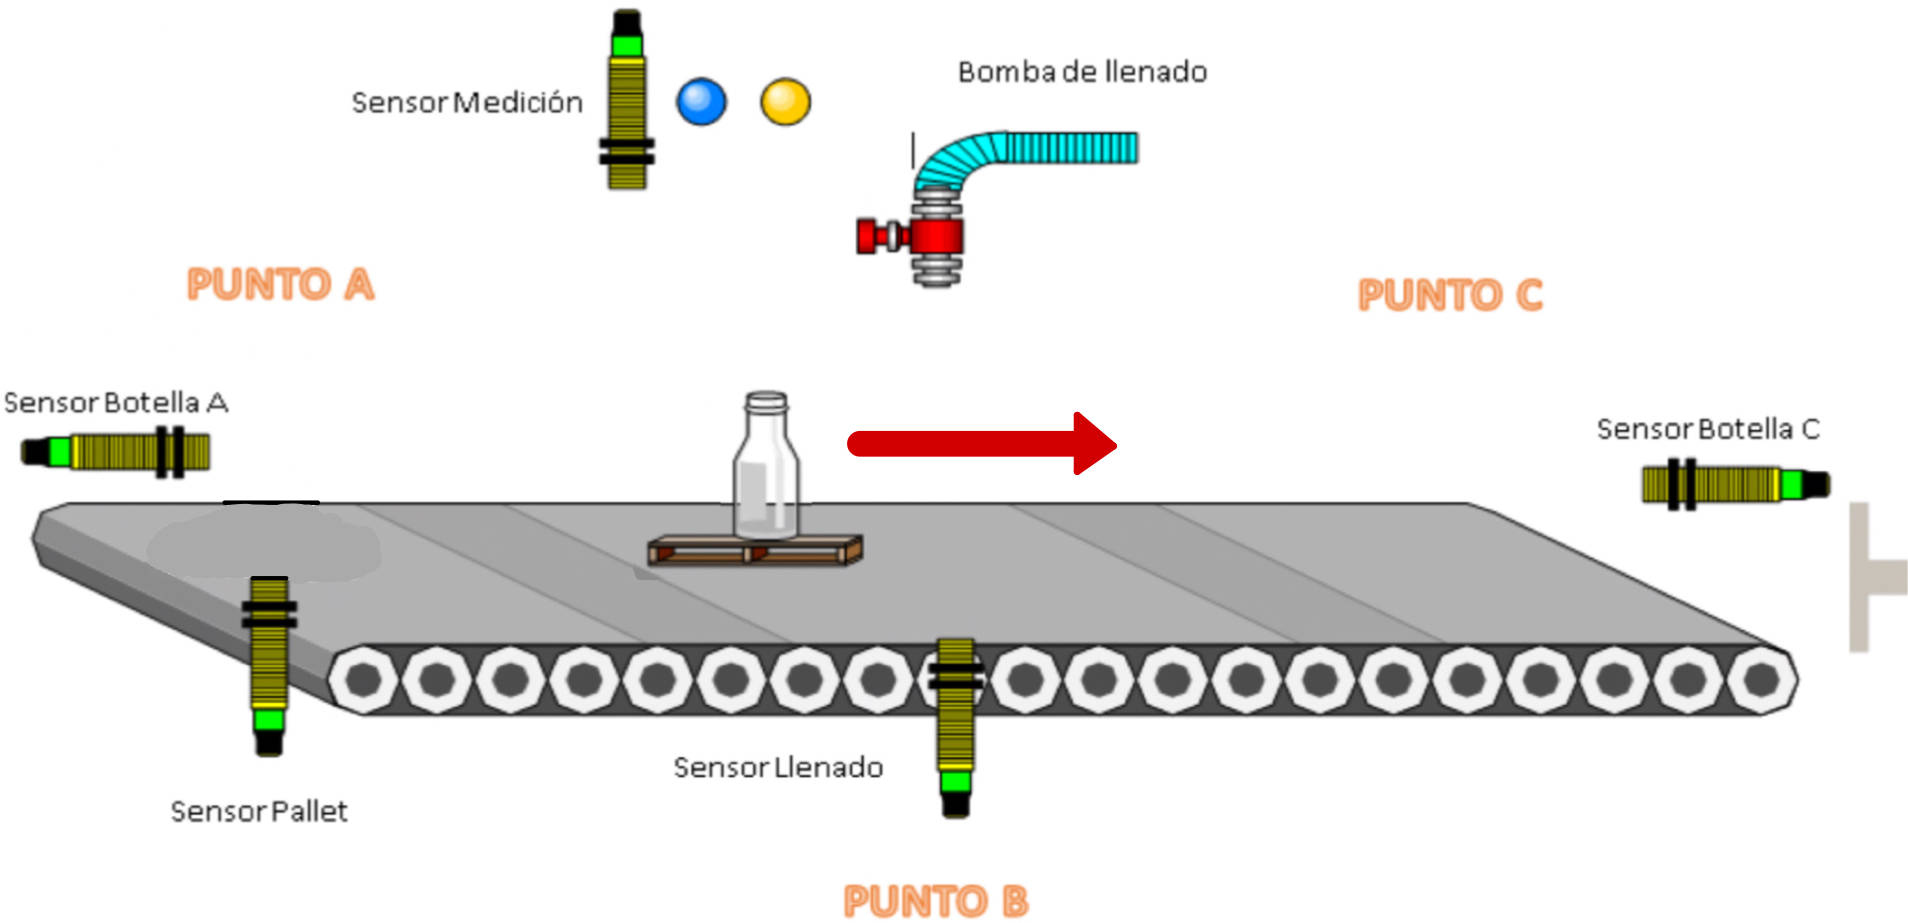 Bomba de llenado
Sensor Medición
PUNTO A
PUNTO C
Sensor Botella A
Sensor Botella C
Sensor Llenado
Sensor Pallet
PUNTO B